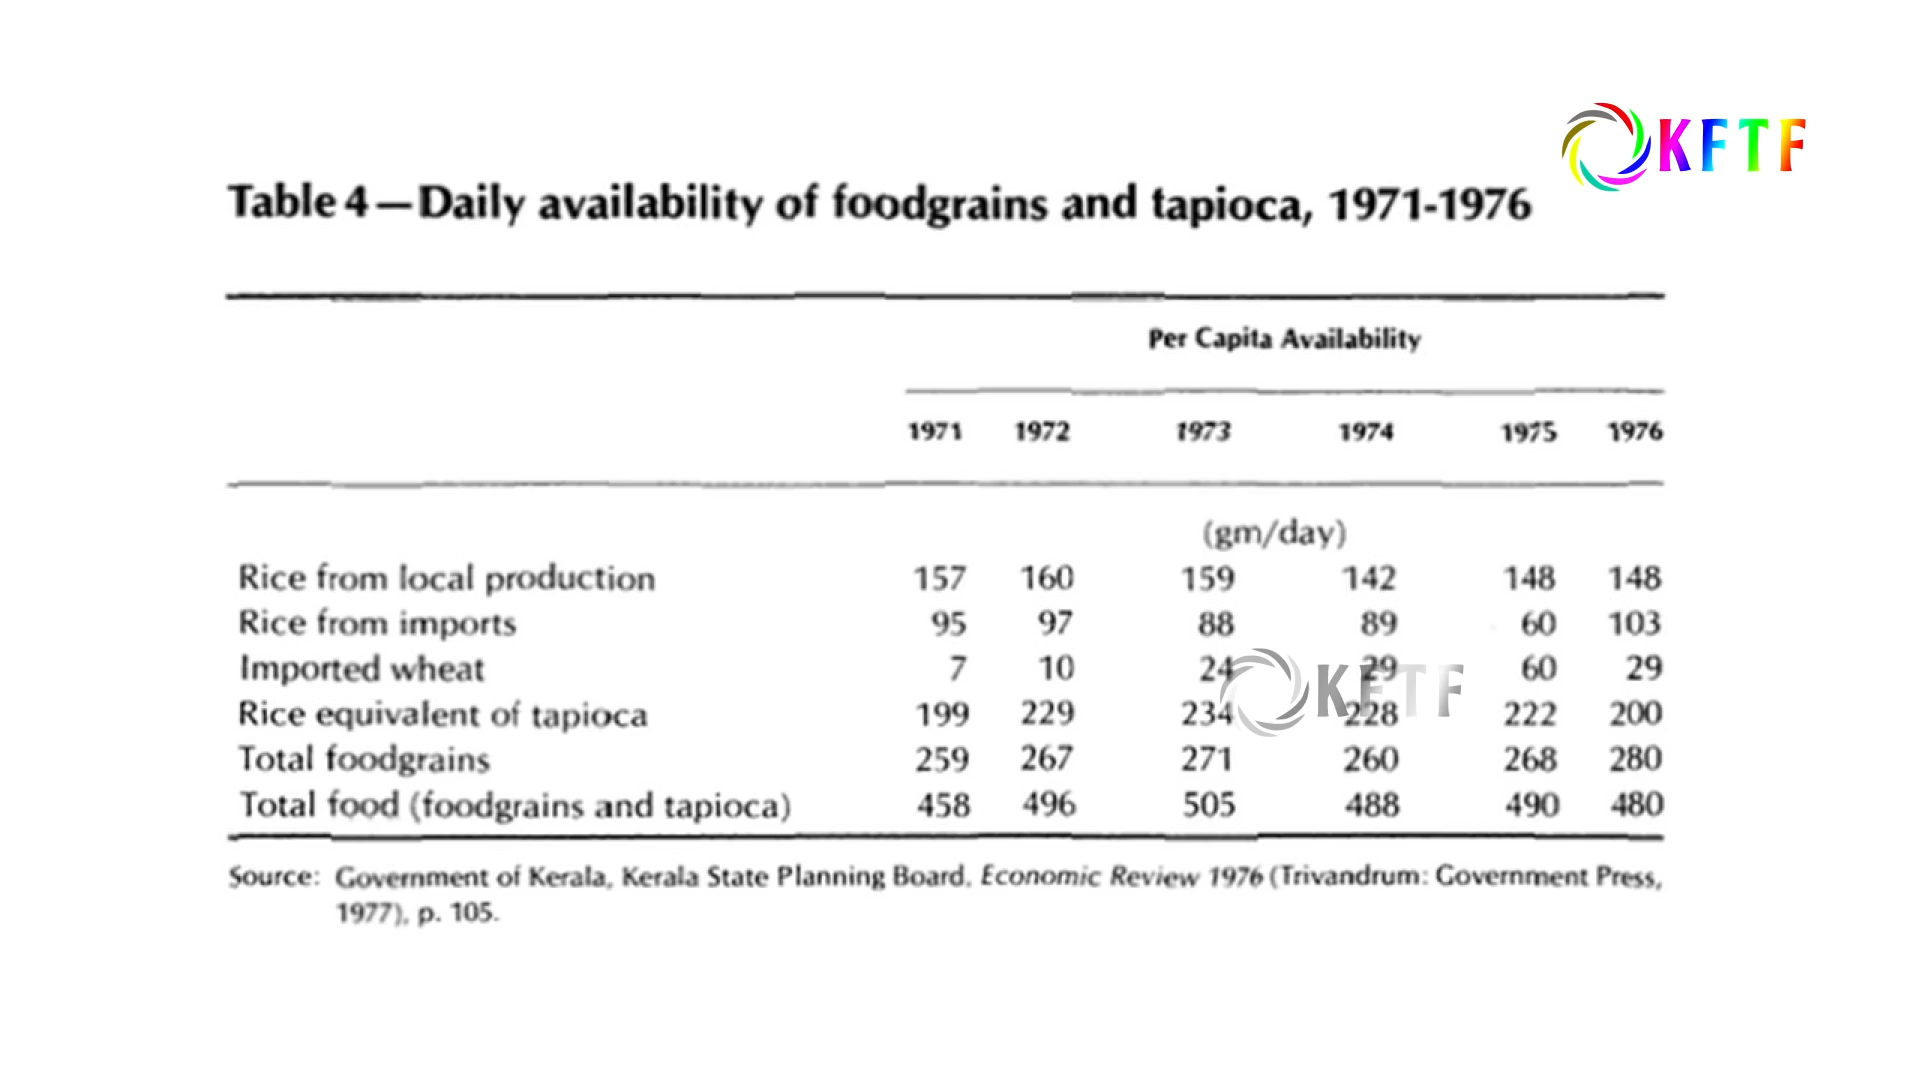 KFTF
Table 4—Daily availability of foodgrains and tapioca, 1971-1976
Per Capita Availability
1971 1972 1973 1974 1975 1976
(gm/day)
Rice from local production 157 160 159 142 148 148
Rice from imports 95 97 88 89 60 103
Imported wheat 7 10 24 29 60 29
KFTF
Rice equivalent of tapioca 199 229 234 228 222 200
Total foodgrains 259 267 271 260 268 280
Total food (foodgrains and tapioca) 458 496 505 488 490 480
Source: Government of Kerala, Kerala State Planning Board, Economic Review 1976 (Trivandrum: Government Press,
1977), p. 105.